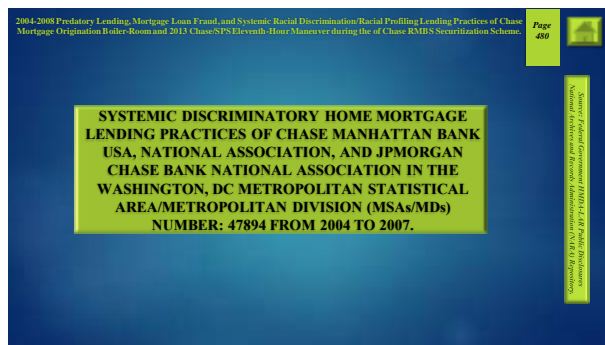 2004-2008 Predatory Lending, Mortgage Loan Fraud, and Systemic Racial Discrimination/Racial Profiling Lending Practices of Chase
Mortgage Origination Boiler-Room and 2013 Chase/SPS Eleventh-Hour Maneuver during the of Chase RMBS Securitization Scheme.
Page
480
SYSTEMIC DISCRIMINATORY HOME MORTGAGE
LENDING PRACTICES OF CHASE MANHATTAN BANK
USA, NATIONAL ASSOCIATION, AND JPMORGAN
CHASE BANK NATIONAL ASSOCIATION IN THE
WASHINGTON, DC METROPOLITAN STATISTICAL
AREA/METROPOLITAN DIVISION (MSAs/MDs)
NUMBER: 47894 FROM 2004 TO 2007.
Source: Federal Government HMDA-LAR Public Disclosures
National Archives and Records Administration (NARA) Repository.